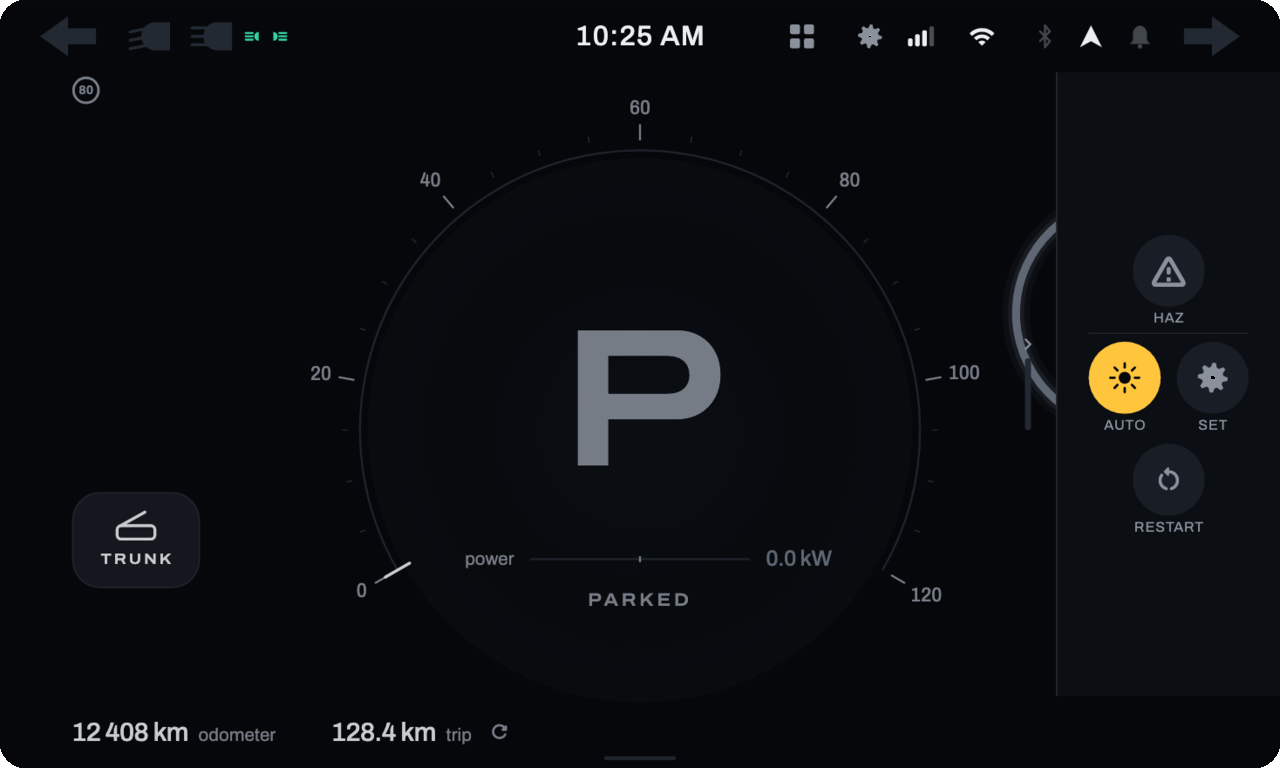 10:25 AM
80
60
40
80
20
100
0
120
P
power
0.0 kW
PARKED
TRUNK
HAZ
AUTO
SET
RESTART
12 408 km odometer
128.4 km trip